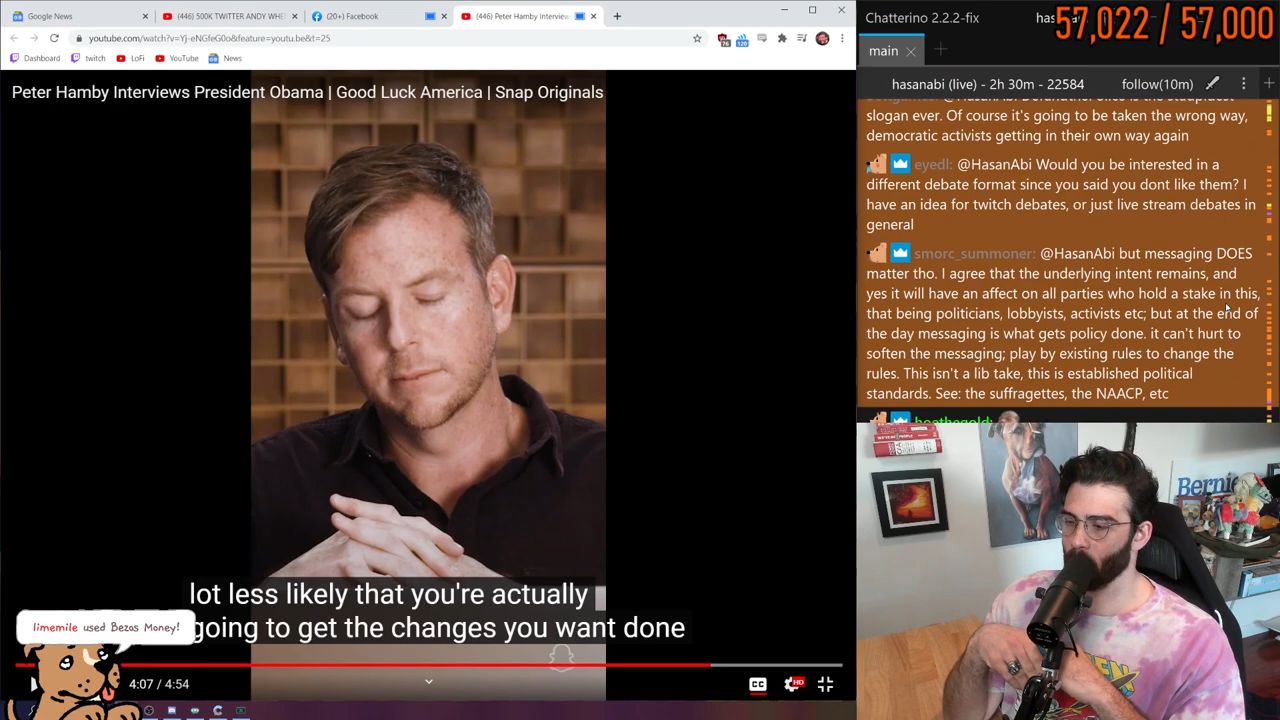 Google News
(446) 500K TWITTER ANDY WHE
(20+) Facebook
(446) Peter Hamby Interview
youtube.com/watch?v=Yj-eNGfeG0o&feature=youtu.be&t=25
76
128
Dashboard
twitch
LoFi
YouTube
News
Peter Hamby Interviews President Obama | Good Luck America | Snap Originals
lot less likely that you're actually
going to get the changes you want done
limemile used Bezos Money!
4:07 / 4:54
CC
HD
Chatterino 2.2.2-fix
has
57,022 / 57,000
main
hasanabi (live) - 2h 30m - 22584
follow(10m)
slogan ever. Of course it's going to be taken the wrong way,
democratic activists getting in their own way again
eyedl: @HasanAbi Would you be interested in a
different debate format since you said you dont like them? I
have an idea for twitch debates, or just live stream debates in
general
smorc_summoner: @HasanAbi but messaging DOES
matter tho. I agree that the underlying intent remains, and
yes it will have an affect on all parties who hold a stake in this,
that being politicians, lobbyists, activists etc; but at the end of
the day messaging is what gets policy done. it can't hurt to
soften the messaging; play by existing rules to change the
rules. This isn't a lib take, this is established political
standards. See: the suffragettes, the NAACP, etc
Bernie